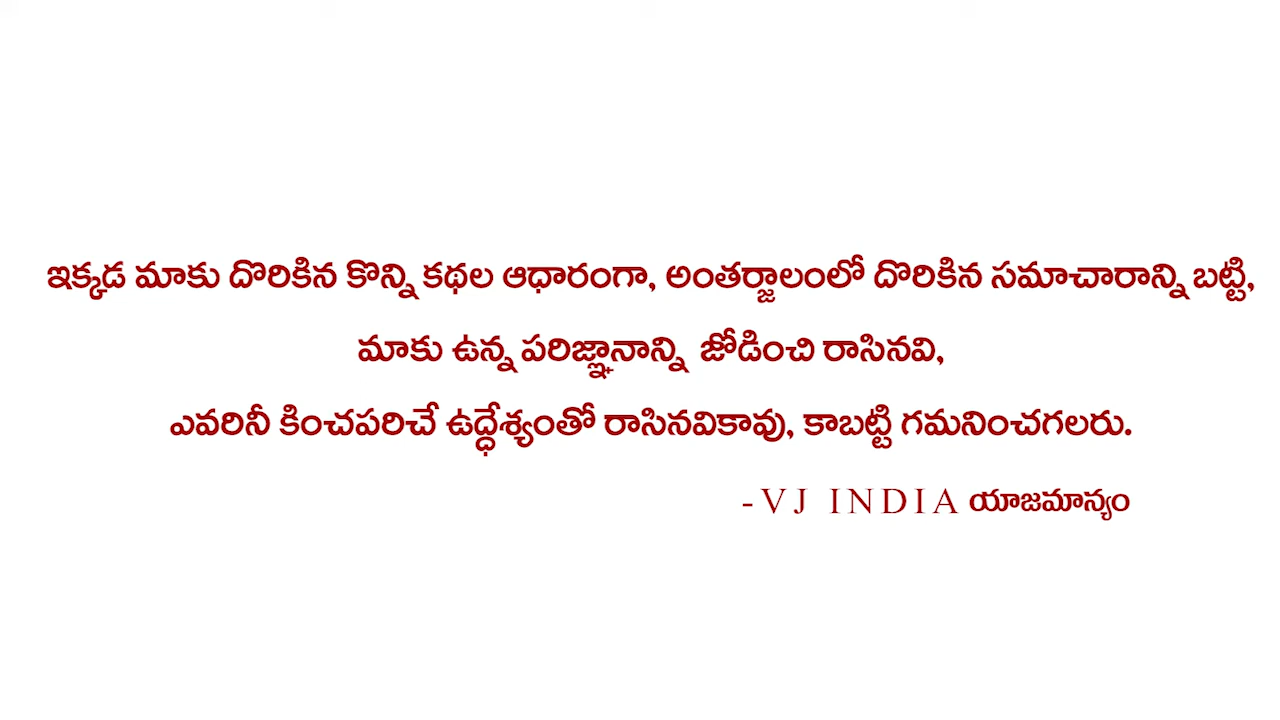 ఇక్కడ మాకు దొరికిన కొన్ని కథల ఆధారంగా, అంతర్జాలంలో దొరికిన సమాచారాన్ని బట్టి,
మాకు ఉన్న పరిజ్ఞానాన్ని జోడించి రాసినవి,
ఎవరినీ కించపరిచే ఉద్ధేశ్యంతో రాసినవికావు, కాబట్టి గమనించగలరు.
-VJ INDIA యాజమాన్యం